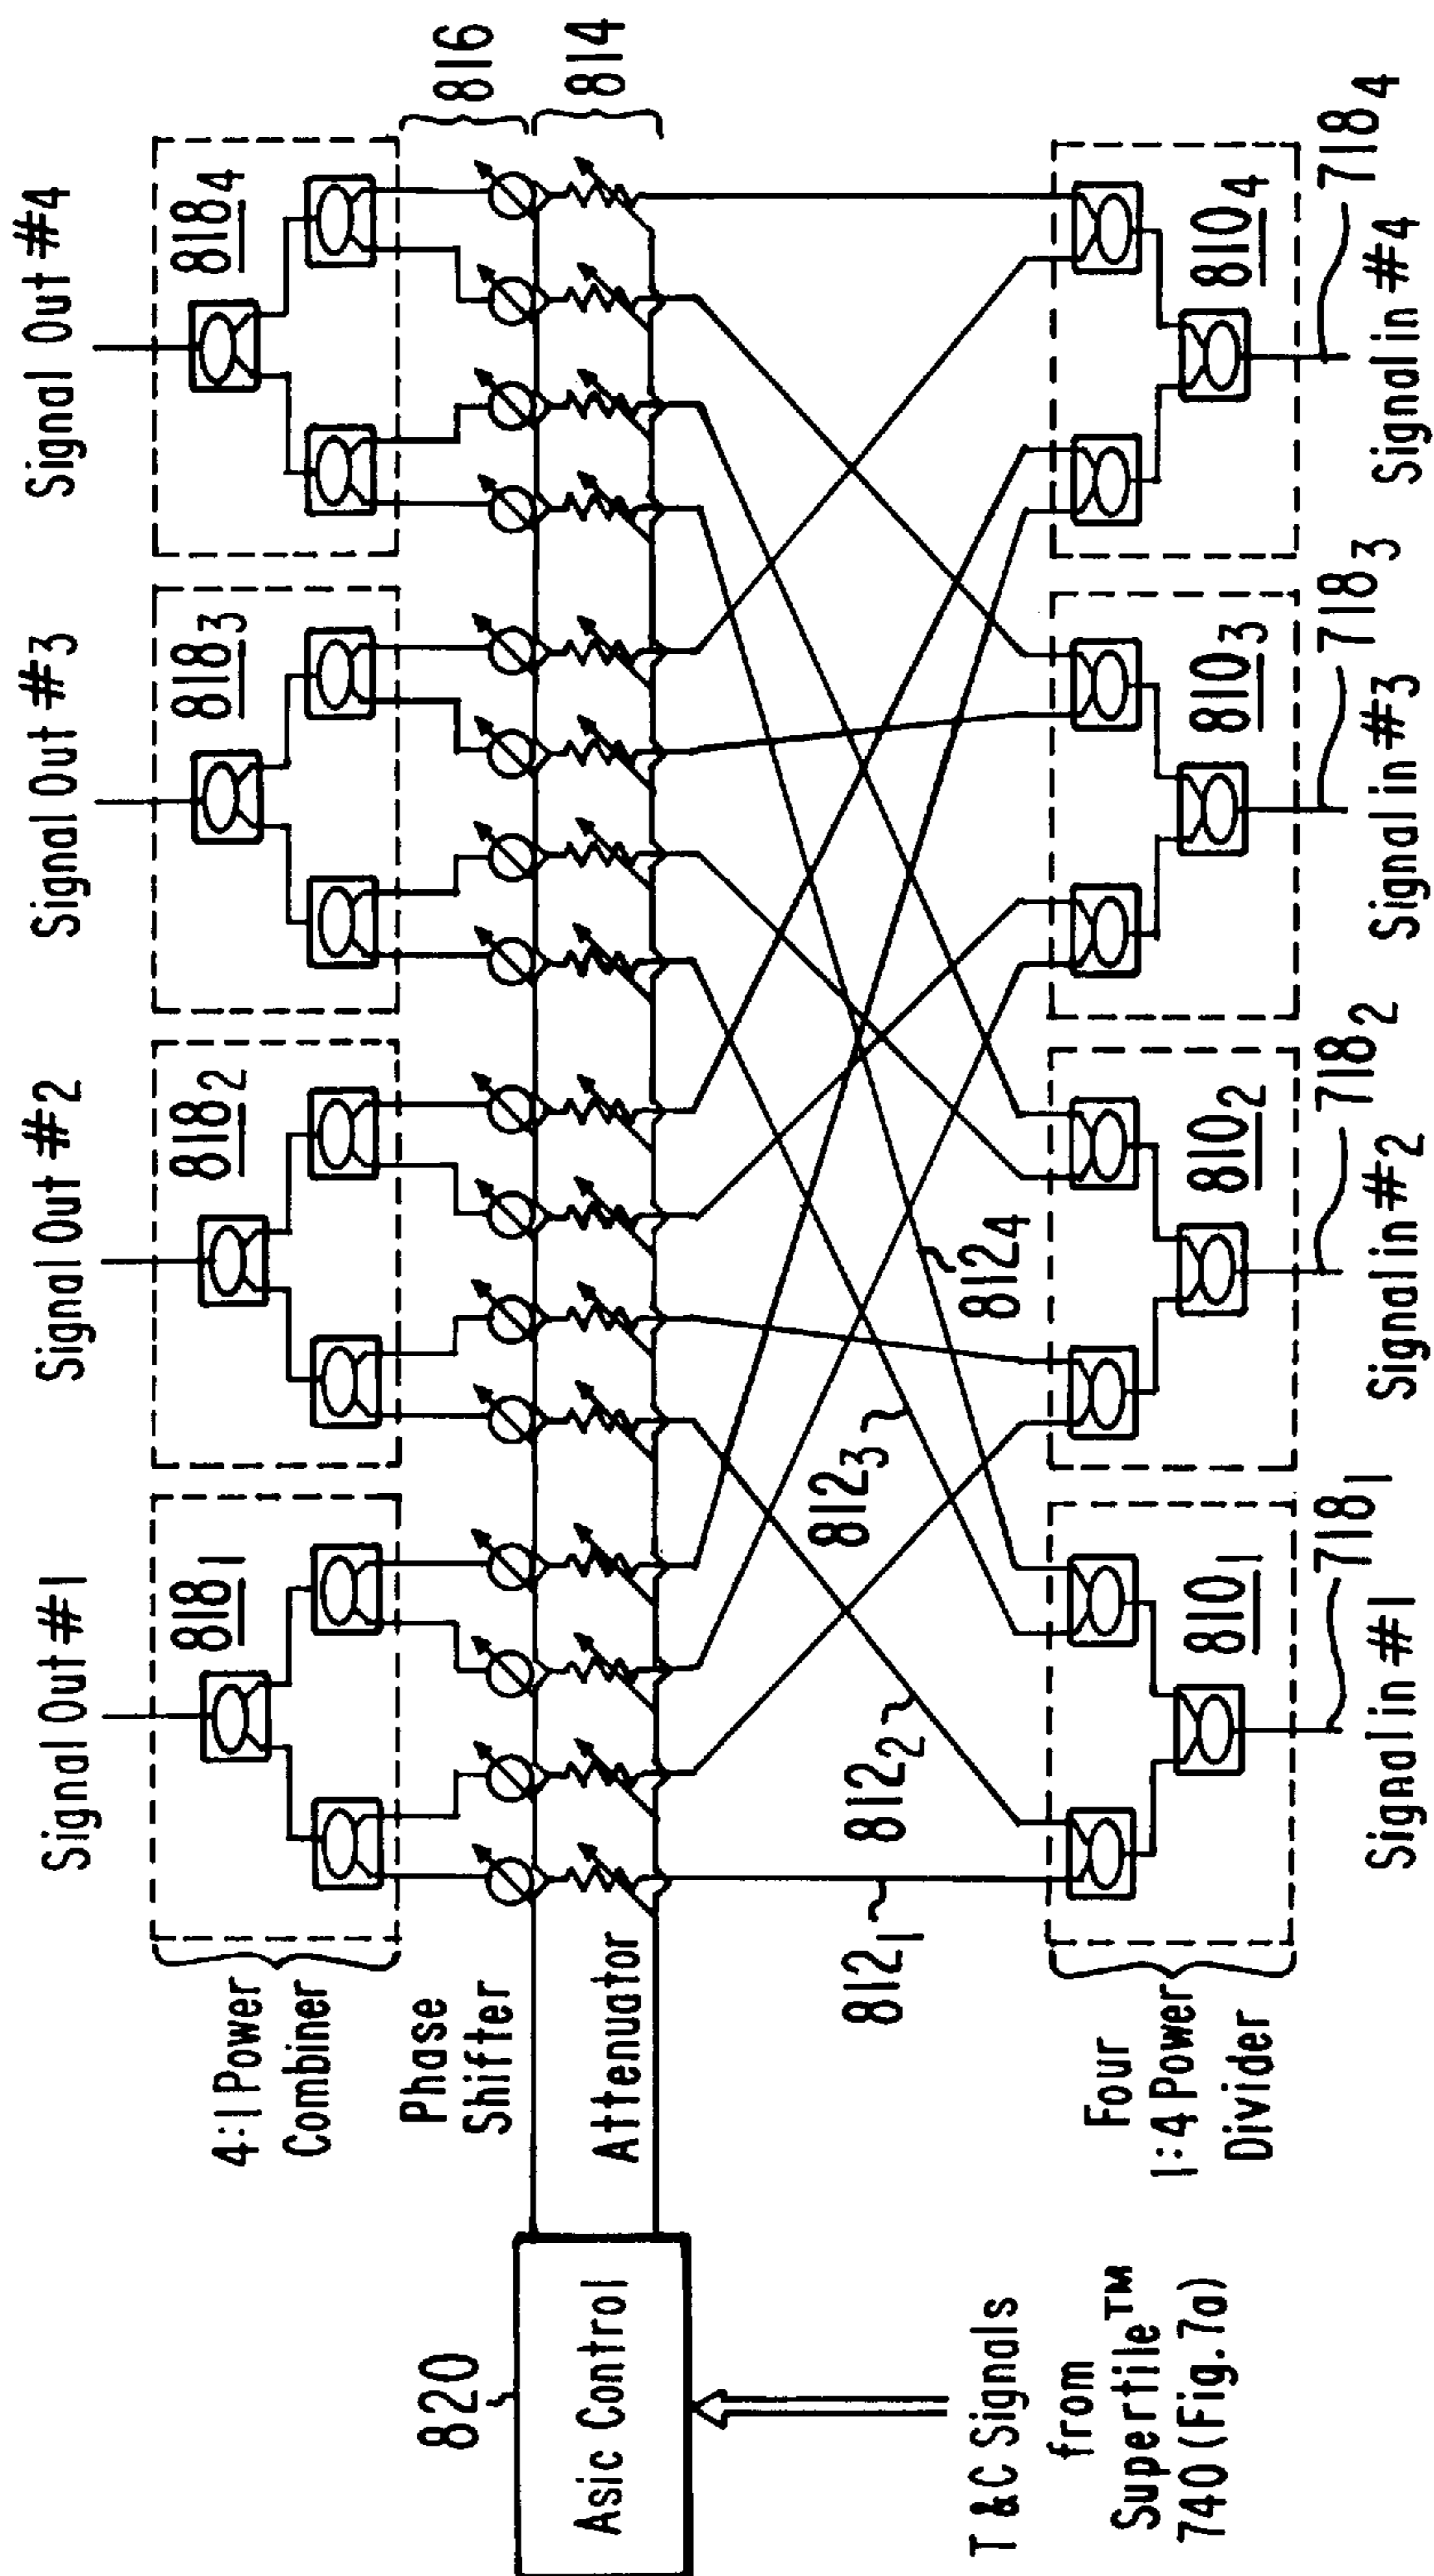 Signal Out #1
Signal Out #2
Signal Out #3
Signal Out #4
4:1 Power
Combiner
818₁
818₂
818₃
818₄
Phase
Shifter
816
Attenuator
814
820
Asic Control
T & C Signals
from
Supertile™
740 (Fig. 7a)
812₁
812₂
812₃
812₄
Four
1:4 Power
Divider
810₁
810₂
810₃
810₄
718₁
718₂
718₃
718₄
Signal in #1
Signal in #2
Signal in #3
Signal in #4